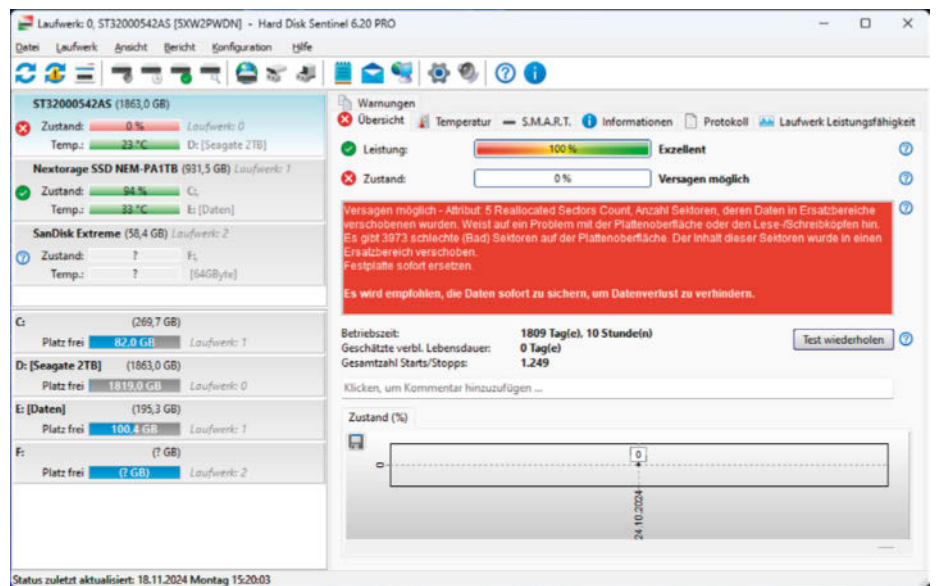 Laufwerk: 0, ST32000542AS [5XW2PWDN] - Hard Disk Sentinel 6.20 PRO
Datei Laufwerk Ansicht Bericht Konfiguration Hilfe
ST32000542AS (1863,0 GB)
Zustand: 0 % Laufwerk: 0
Temp.: 23 °C D: [Seagate 2TB]
Nextorage SSD NEM-PA1TB (931,5 GB) Laufwerk: 1
Zustand: 94 % C:,
Temp.: 33 °C E: [Daten]
SanDisk Extreme (58,4 GB) Laufwerk: 2
Zustand: ? F:,
Temp.: ? [64GByte]
C: (269,7 GB)
Platz frei 82,0 GB Laufwerk: 1
D: [Seagate 2TB] (1863,0 GB)
Platz frei 1819,0 GB Laufwerk: 0
E: [Daten] (195,3 GB)
Platz frei 100,4 GB Laufwerk: 1
F: (? GB)
Platz frei (? GB) Laufwerk: 2
Warnungen
Übersicht Temperatur S.M.A.R.T. Informationen Protokoll Laufwerk Leistungsfähigkeit
Leistung: 100 % Exzellent
Zustand: 0 % Versagen möglich
Versagen möglich - Attribut: 5 Reallocated Sectors Count, Anzahl Sektoren, deren Daten in Ersatzbereiche
verschobenen wurden. Weist auf ein Problem mit der Plattenoberfläche oder den Lese-/Schreibköpfen hin.
Es gibt 3973 schlechte (Bad) Sektoren auf der Plattenoberfläche. Der Inhalt dieser Sektoren wurde in einen
Ersatzbereich verschoben.
Festplatte sofort ersetzen.
Es wird empfohlen, die Daten sofort zu sichern, um Datenverlust zu verhindern.
Betriebszeit: 1809 Tag(e), 10 Stunde(n)
Geschätzte verbl. Lebensdauer: 0 Tag(e)
Gesamtzahl Starts/Stopps: 1.249
Test wiederholen
Klicken, um Kommentar hinzuzufügen ...
Zustand (%)
0
0
24.10.2024
Status zuletzt aktualisiert: 18.11.2024 Montag 15:20:03